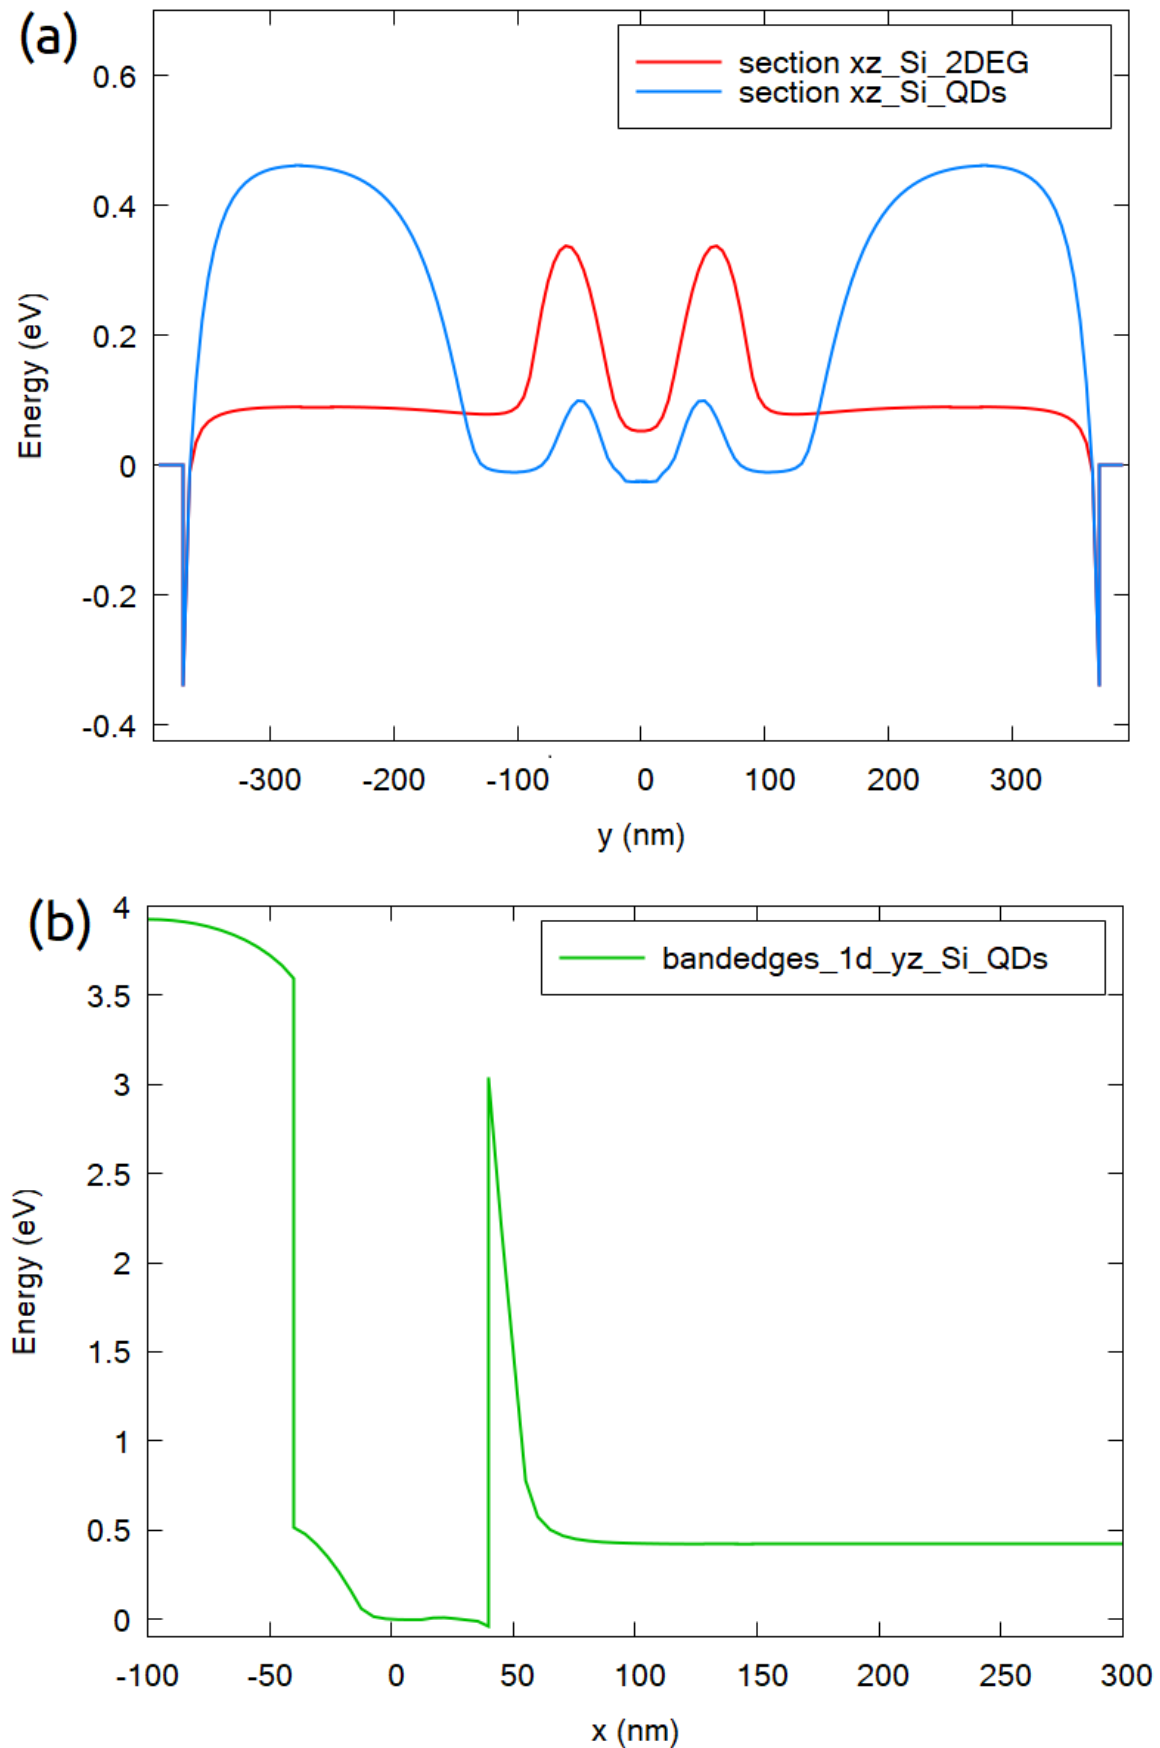 (a)
section xz_Si_2DEG
section xz_Si_QDs
0.6
0.4
0.2
0
-0.2
-0.4
Energy (eV)
-300 -200 -100 0 100 200 300
y (nm)
(b)
bandedges_1d_yz_Si_QDs
4
3.5
3
2.5
2
1.5
1
0.5
0
Energy (eV)
-100 -50 0 50 100 150 200 250 300
x (nm)